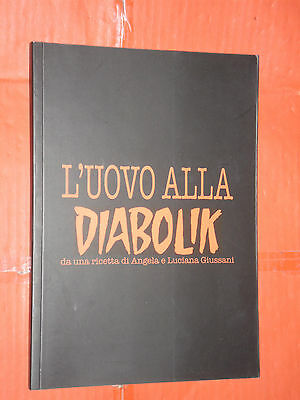 L'UOVO ALLA
DIABOLIK
da una ricetta di Angela e Luciana Giussani